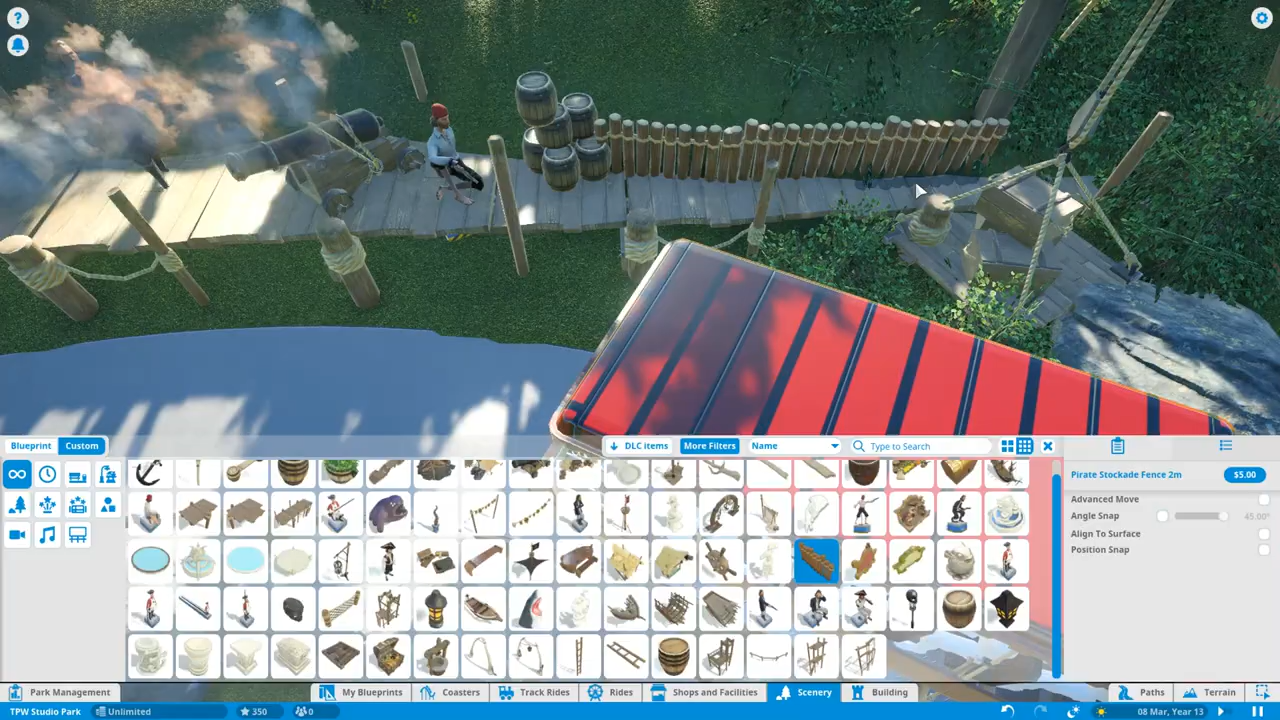 ?
Blueprint Custom DLC items More Filters Name Type to Search
Pirate Stockade Fence 2m $5.00
Advanced Move
Angle Snap 45.00°
Align To Surface
Position Snap
Park Management My Blueprints Coasters Track Rides Rides Shops and Facilities Scenery Building Paths Terrain
TPW Studio Park Unlimited 350 0 08 Mar, Year 13